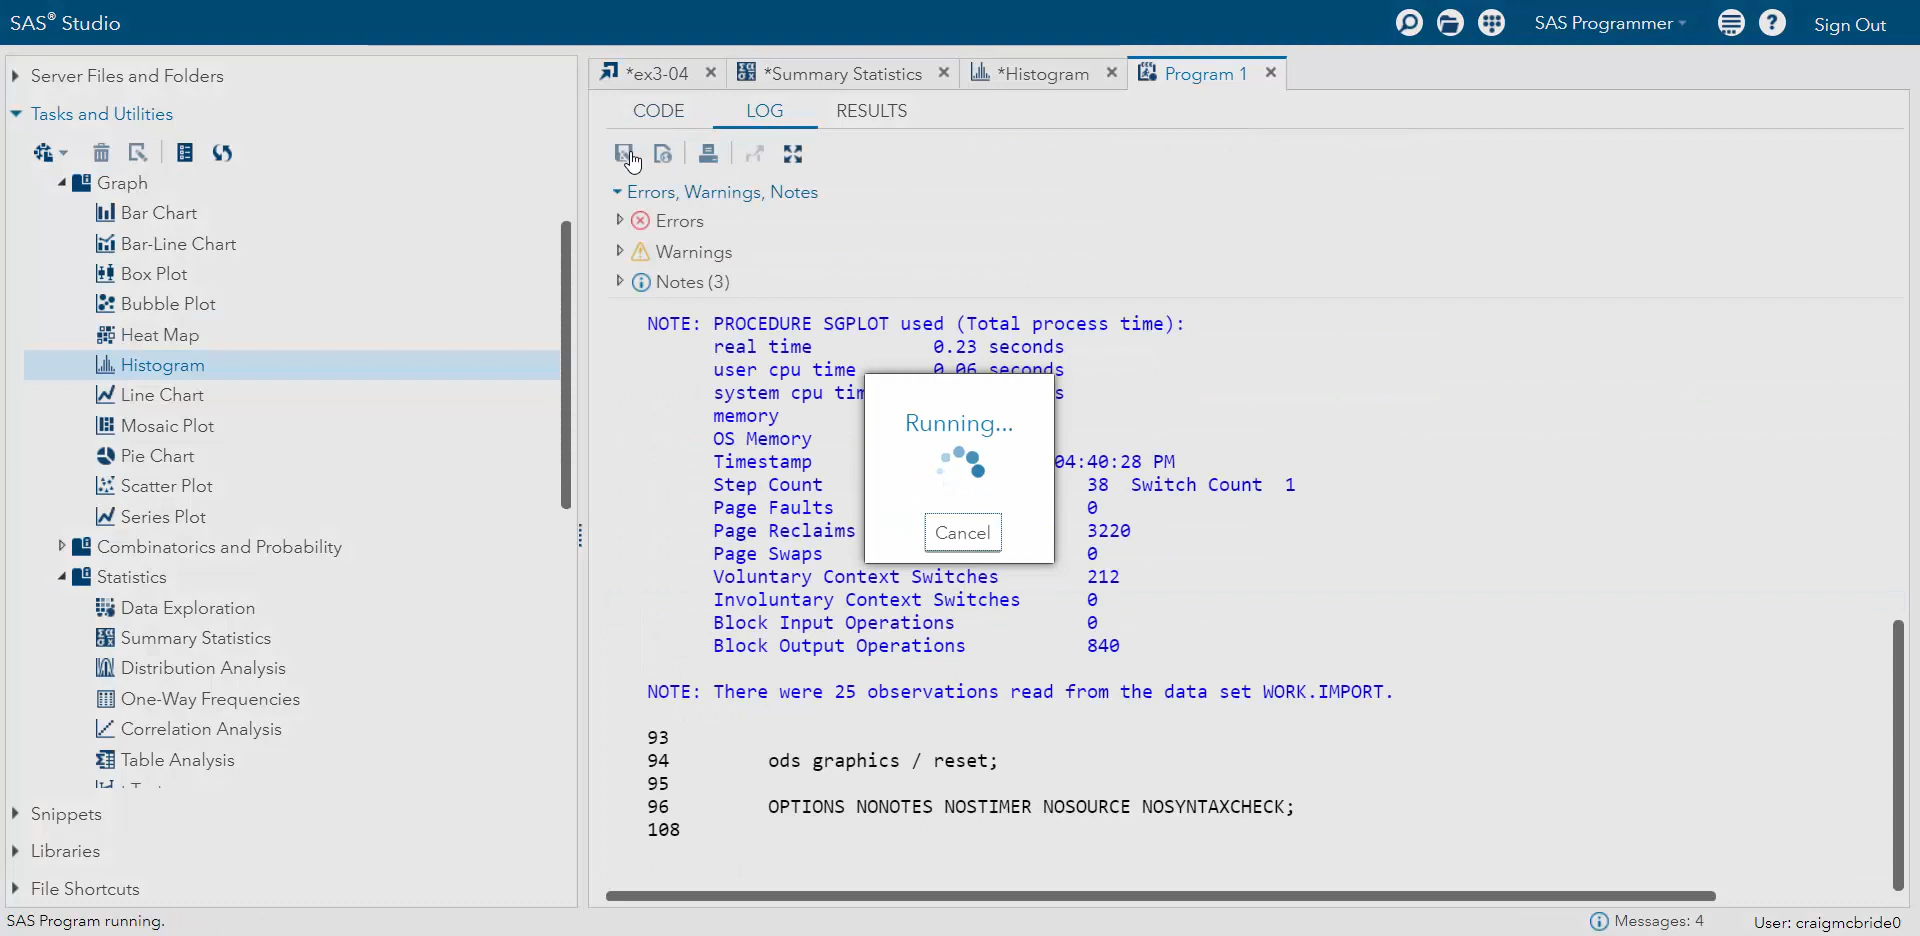 SAS® Studio
SAS Programmer
Sign Out
Server Files and Folders
Tasks and Utilities
Graph
Bar Chart
Bar-Line Chart
Box Plot
Bubble Plot
Heat Map
Histogram
Line Chart
Mosaic Plot
Pie Chart
Scatter Plot
Series Plot
Combinatorics and Probability
Statistics
Data Exploration
Summary Statistics
Distribution Analysis
One-Way Frequencies
Correlation Analysis
Table Analysis
Snippets
Libraries
File Shortcuts
*ex3-04
*Summary Statistics
*Histogram
Program 1
CODE
LOG
RESULTS
Errors, Warnings, Notes
Errors
Warnings
Notes (3)
NOTE: PROCEDURE SGPLOT used (Total process time):
real time 0.23 seconds
user cpu time 0.06 seconds
system cpu
memory
OS Memory
Timestamp 04:40:28 PM
Step Count 38 Switch Count 1
Page Faults 0
Page Reclaims 3220
Page Swaps 0
Voluntary Context Switches 212
Involuntary Context Switches 0
Block Input Operations 0
Block Output Operations 840
NOTE: There were 25 observations read from the data set WORK.IMPORT.
93
94 ods graphics / reset;
95
96 OPTIONS NONOTES NOSTIMER NOSOURCE NOSYNTAXCHECK;
108
Running...
Cancel
SAS Program running.
Messages: 4
User: craigmcbride0